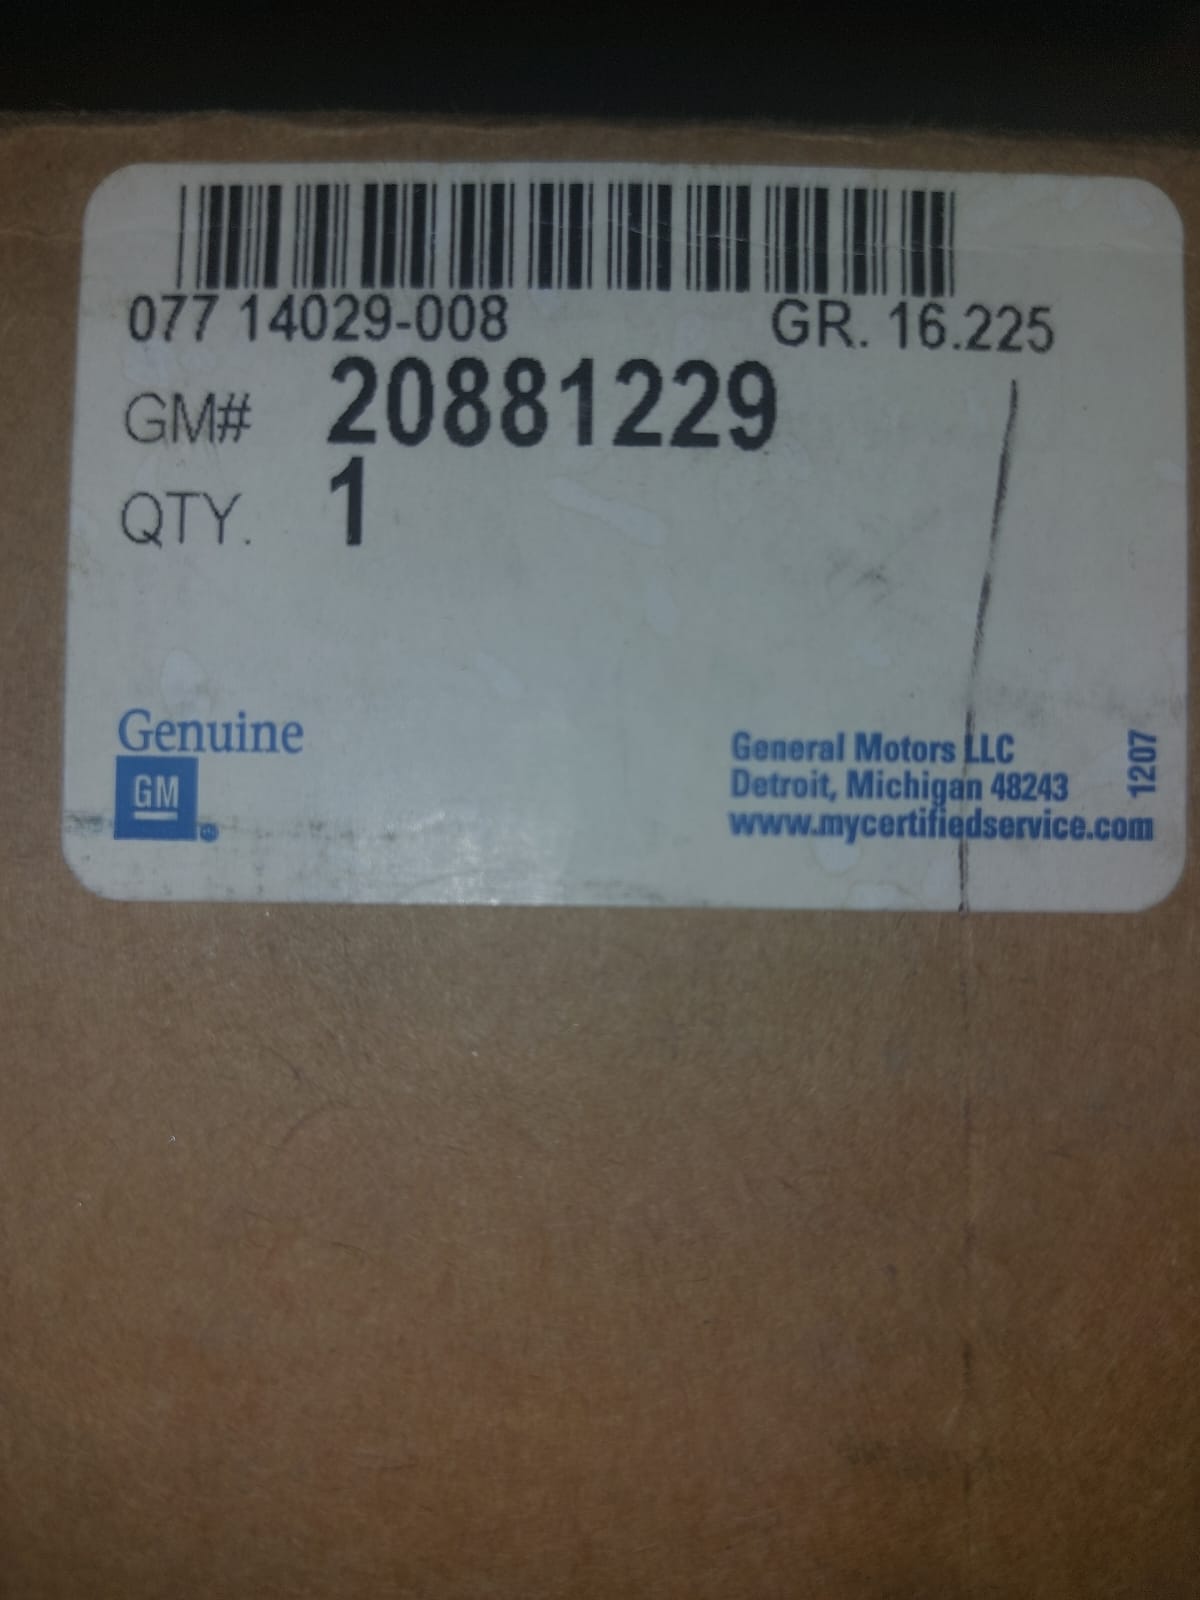 077 14029-008 GR. 16.225
GM# 20881229
QTY. 1
Genuine
GM
General Motors LLC
Detroit, Michigan 48243
www.mycertifiedservice.com
1207